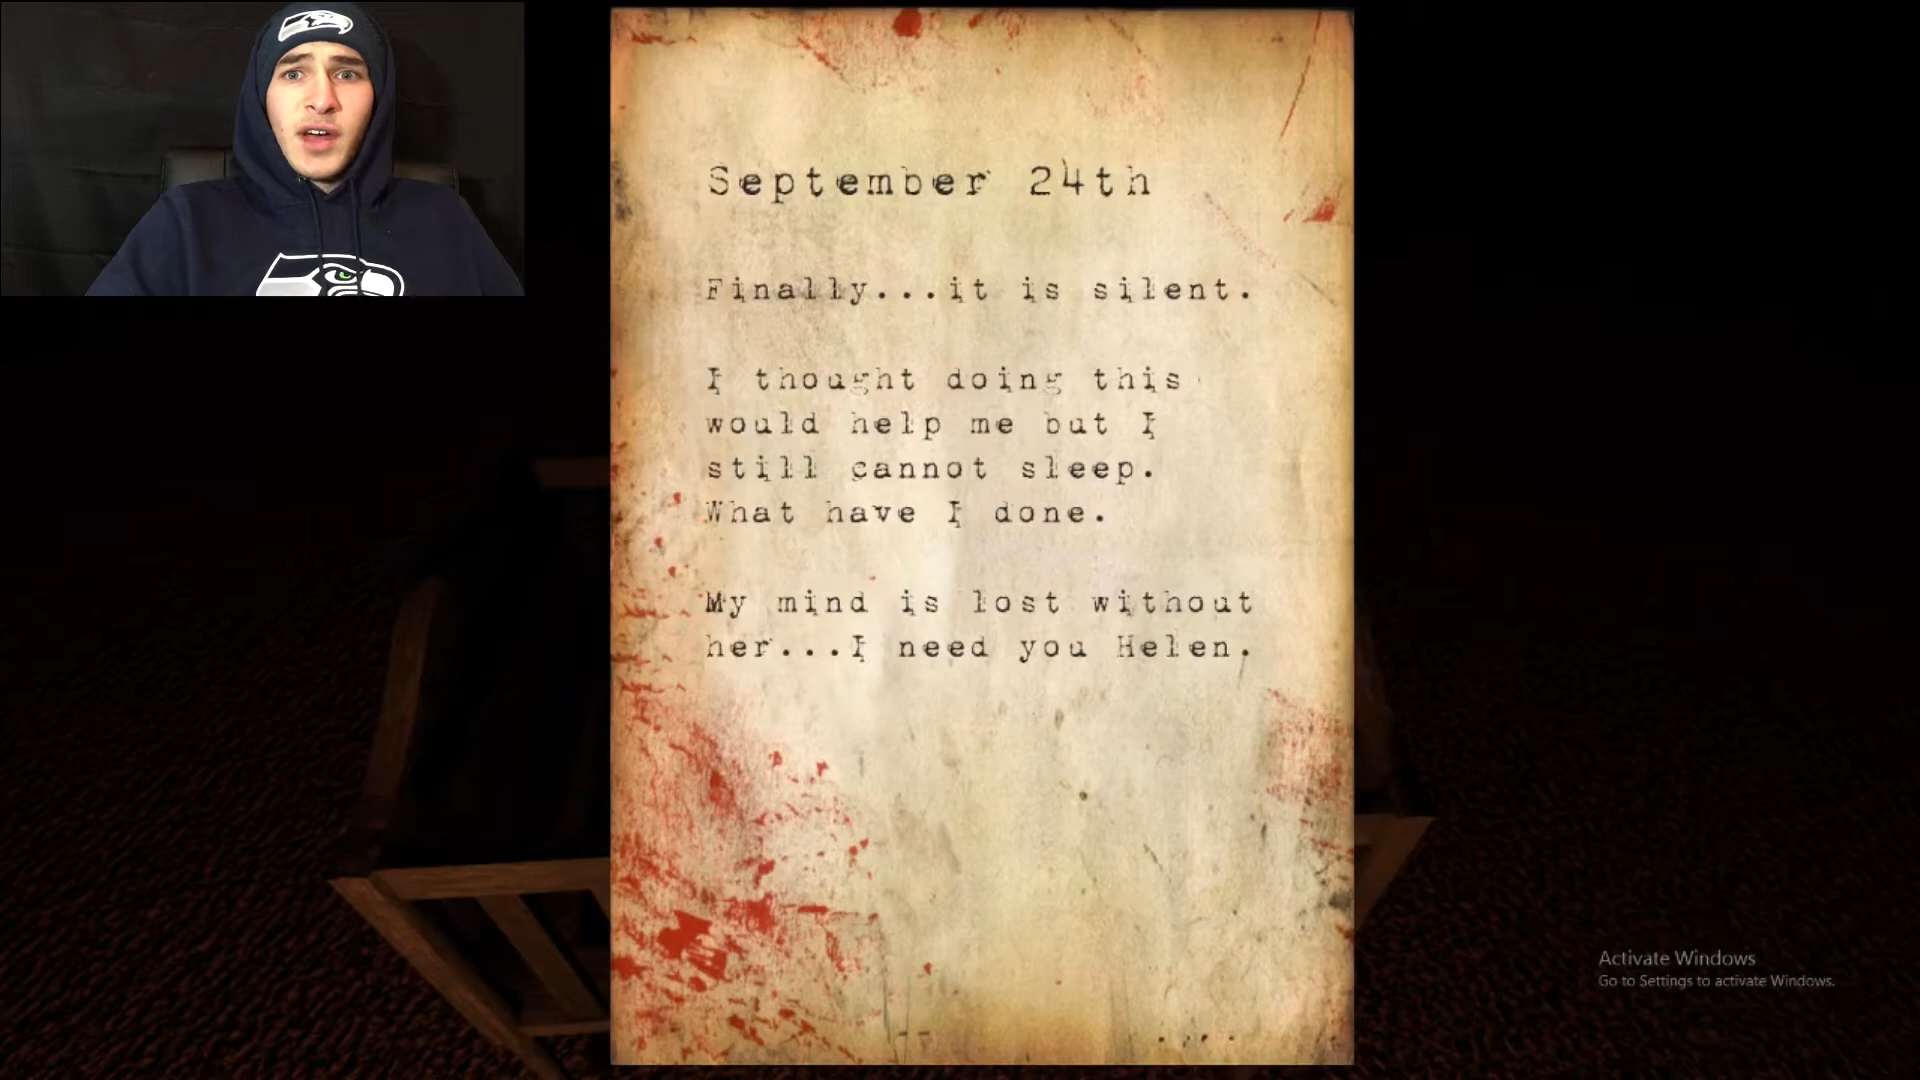 September 24th
Finally...it is silent.
I thought doing this
would help me but I
still cannot sleep.
What have I done.
My mind is lost without
her...I need you Helen.
Activate Windows
Go to Settings to activate Windows.